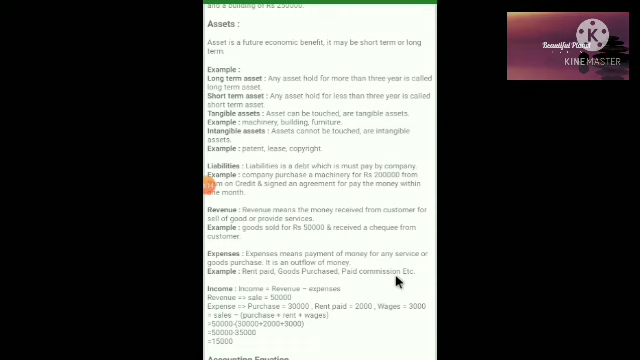 and a building of Rs 250000.
Assets :
Asset is a future economic benefit, it may be short term or long
term.
Example :
Long term asset : Any asset hold for more than three year is called
long term asset.
Short term asset : Any asset hold for less than three year is called
short term asset.
Tangible assets : Asset can be touched, are tangible assets.
Example : machinery, building, furniture.
Intangible assets : Assets cannot be touched, are intangible
assets.
Example : patent, lease, copyright.
Liabilities : Liabilities is a debt which is must pay by company.
Example : company purchase a machinery for Rs 200000 from
on Credit & signed an agreement for pay the money within
one month.
Revenue : Revenue means the money received from customer for
sell of good or provide services.
Example : goods sold for Rs 50000 & received a chequee from
customer.
Expenses : Expenses means payment of money for any service or
goods purchase. It is an outflow of money.
Example : Rent paid, Goods Purchased, Paid commission Etc.
Income : Income = Revenue – expenses
Revenue => sale = 50000
Expense => Purchase = 30000 , Rent paid = 2000 , Wages = 3000
= sales – (purchase + rent + wages)
=50000-(30000+2000+3000)
=50000-35000
=15000
Accounting Equation
Beautiful Planet
KINEMASTER